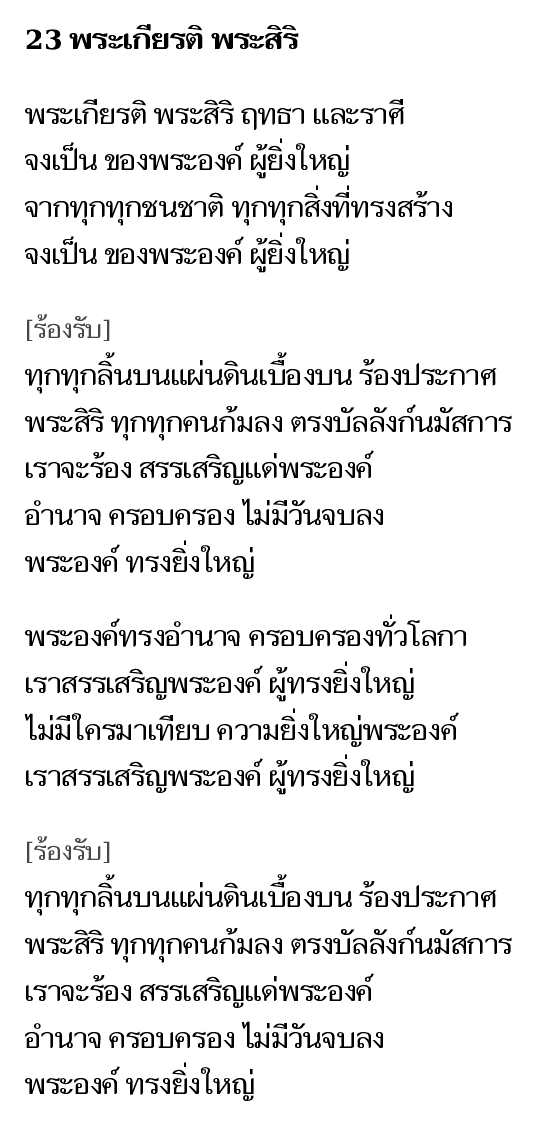 23 พระเกียรติ พระสิริ
พระเกียรติ พระสิริ ฤทธา และราศี
จงเป็น ของพระองค์ ผู้ยิ่งใหญ่
จากทุกทุกชนชาติ ทุกทุกสิ่งที่ทรงสร้าง
จงเป็น ของพระองค์ ผู้ยิ่งใหญ่
[ร้องรับ]
ทุกทุกลิ้นบนแผ่นดินเบื้องบน ร้องประกาศ
พระสิริ ทุกทุกคนก้มลง ตรงบัลลังก์นมัสการ
เราจะร้อง สรรเสริญแด่พระองค์
อำนาจ ครอบครอง ไม่มีวันจบลง
พระองค์ ทรงยิ่งใหญ่
พระองค์ทรงอำนาจ ครอบครองทั่วโลกา
เราสรรเสริญพระองค์ ผู้ทรงยิ่งใหญ่
ไม่มีใครมาเทียบ ความยิ่งใหญ่พระองค์
เราสรรเสริญพระองค์ ผู้ทรงยิ่งใหญ่
[ร้องรับ]
ทุกทุกลิ้นบนแผ่นดินเบื้องบน ร้องประกาศ
พระสิริ ทุกทุกคนก้มลง ตรงบัลลังก์นมัสการ
เราจะร้อง สรรเสริญแด่พระองค์
อำนาจ ครอบครอง ไม่มีวันจบลง
พระองค์ ทรงยิ่งใหญ่